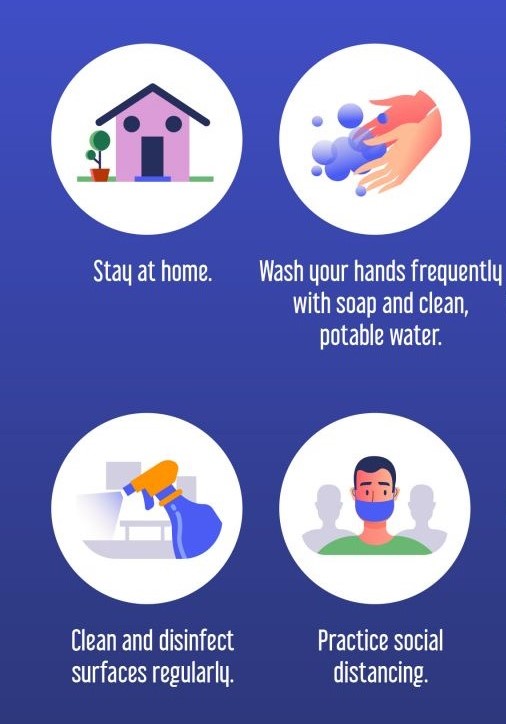 Stay at home.
Wash your hands frequently
with soap and clean,
potable water.
Clean and disinfect
surfaces regularly.
Practice social
distancing.